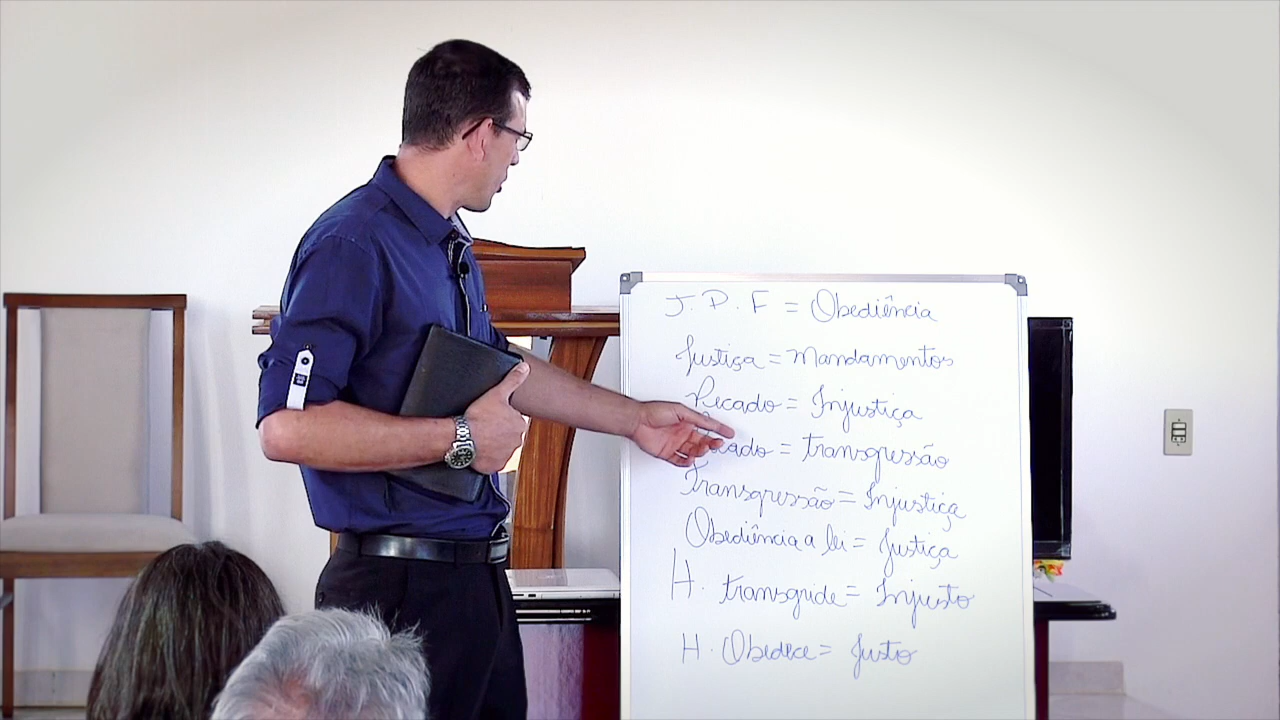 J. P. F = Obediência
Justiça = Mandamentos
Pecado = Injustiça
= transgressão
Transgressão = Injustiça
Obediência a lei = Justiça
H. transgride = Injusto
H. Obedece = Justo